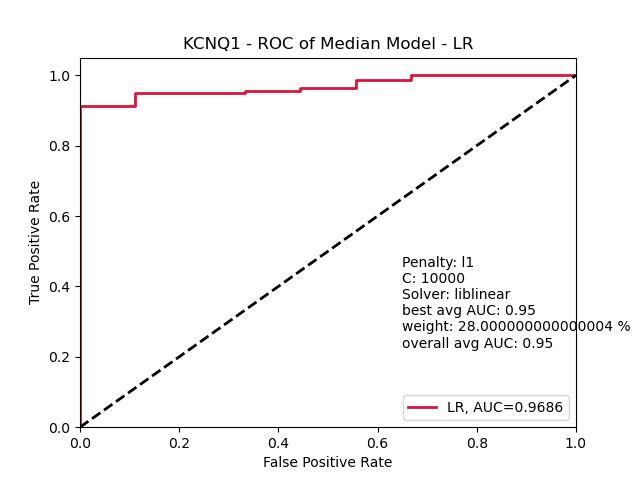 KCNQ1 - ROC of Median Model - LR
True Positive Rate
1.0
0.8
0.6
0.4
0.2
0.0
Penalty: l1
C: 10000
Solver: liblinear
best avg AUC: 0.95
weight: 28.000000000000004 %
overall avg AUC: 0.95
LR, AUC=0.9686
0.0 0.2 0.4 0.6 0.8 1.0
False Positive Rate